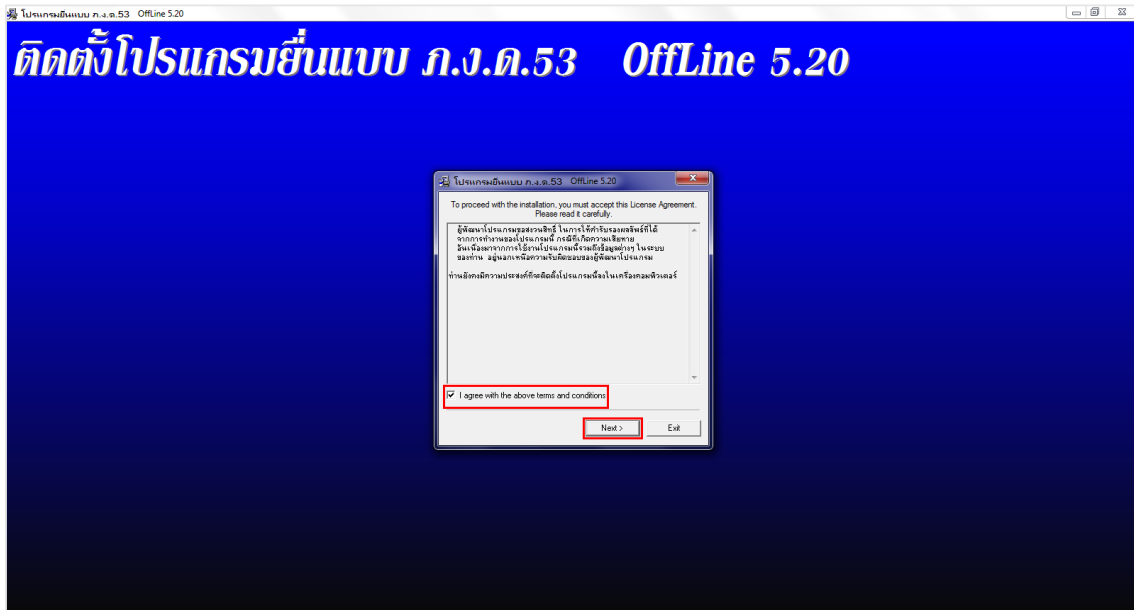 โปรแกรมยื่นแบบ ภ.ง.ด.53 OffLine 5.20
ติดตั้งโปรแกรมยื่นแบบ ภ.ง.ด.53 OffLine 5.20
โปรแกรมยื่นแบบ ภ.ง.ด.53 OffLine 5.20
To proceed with the installation, you must accept this License Agreement.
Please read it carefully.
ผู้พัฒนาโปรแกรมขอสงวนสิทธิ์ ในการให้คำรับรองผลลัพธ์ที่ได้
จากการทำงานของโปรแกรมนี้ กรณีที่เกิดความเสียหาย
อันเนื่องมาจากการใช้งานโปรแกรมนี้รวมถึงข้อมูลต่างๆ ในระบบ
ของท่าน อยู่นอกเหนือความรับผิดชอบของผู้พัฒนาโปรแกรม
ท่านยังคงมีความประสงค์ที่จะติดตั้งโปรแกรมนี้ลงในเครื่องคอมพิวเตอร์
I agree with the above terms and conditions
Next >
Exit